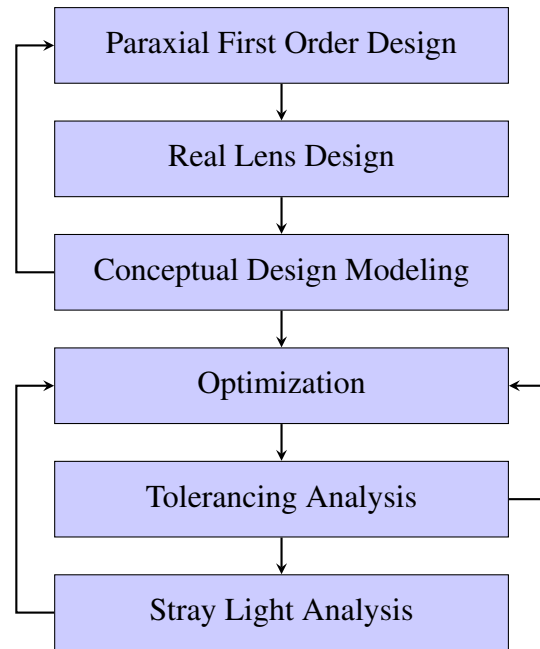 Paraxial First Order Design
Real Lens Design
Conceptual Design Modeling
Optimization
Tolerancing Analysis
Stray Light Analysis